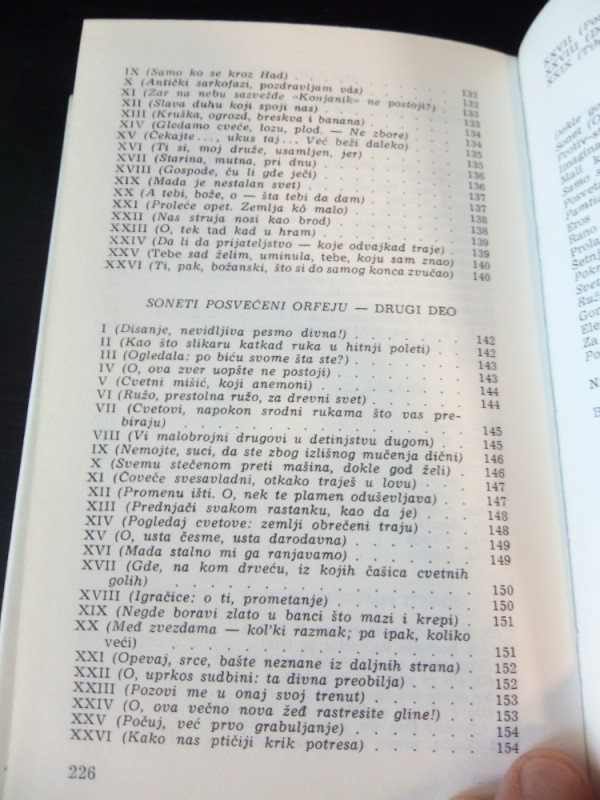 IX (Samo ko se kroz Had) . . . . . . . . 132
X (Antički sarkofazi, pozdravljam vâs) . . . . 132
XI (Zar na nebu sazvežđe »Konjanik« ne postoji?) 133
XII (Slava duhu koji spoji nas) . . . . . . 133
XIII (Kruška, ogrozd, breskva i banana) . . . . 134
XIV (Gledamo cveće, lozu, plod. — Ne zbore) . . 134
XV (Čekajte..., ukus taj... Već beži daleko) . . 135
XVI (Ti si, moj druže, usamljen, jer) . . . . 135
XVII (Starina, mutna, pri dnu) . . . . . . 136
XVIII (Gospode, ču li gde ječi) . . . . . . 136
XIX (Mada je nestalan svet) . . . . . . . 137
XX (A tebi, bože, o — šta tebi da dam) . . . . 137
XXI (Proleće opet. Zemlja kô malo) . . . . . 138
XXII (Nas struja nosi kao brod) . . . . . . 138
XXIII (O, tek tad kad u hram) . . . . . . . 139
XXIV (Da li da prijateljstvo — koje odvajkad traje) . 139
XXV (Tebe sad želim, uminula, tebe, koju sam znao) 140
XXVI (Ti, pak, božanski, što si do samog konca zvučao) 140
SONETI POSVEĆENI ORFEJU — DRUGI DEO
I (Disanje, nevidljiva pesmo divna!) . . . . . 142
II (Kao što slikaru katkad ruka u hitnji poleti) . . 142
III (Ogledala: po biću svome šta ste?) . . . . . 143
IV (O, ova zver uopšte ne postoji) . . . . . . 143
V (Cvetni mišić, koji anemoni) . . . . . . . 144
VI (Ružo, prestolna ružo, za drevni svet) . . . . 144
VII (Cvetovi, napokon srodni rukama što vas pre-
biraju) . . . . . . . . . . . . 145
VIII (Vi malobrojni drugovi u detinjstvu dugom) . . 145
IX (Nemojte, suci, da ste zbog izlišnog mučenja dični) 146
X (Svemu stečenom preti mašina, dokle god želi) . 146
XI (Čoveče svesavladni, otkako traješ u lovu) . . . 147
XII (Promenu išti. O, nek te plamen oduševljava) . . 147
XIII (Prednjači svakom rastanku, kao da je) . . . 148
XIV (Pogledaj cvetove: zemlji obrečeni traju) . . . 148
XV (O, usta česme, usta darodavna) . . . . . . 149
XVI (Mada stalno mi ga ranjavamo) . . . . . . 149
XVII (Gde, na kom drveću, iz kojih čašica cvetnih
golih) . . . . . . . . . . . . 150
XVIII (Igračice: o ti, prometanje) . . . . . . . 150
XIX (Negde boravi zlato u banci što mazi i krepi) . . 151
XX (Međ zvezdama — kol'ki razmak; pa ipak, koliko
veći) . . . . . . . . . . . . 151
XXI (Opevaj, srce, bašte neznane iz daljnih strana) . 152
XXII (O, uprkos sudbini: ta divna preobilja) . . . 152
XXIII (Pozovi me u onaj svoj trenut) . . . . . . 153
XXIV (O, ova večno nova žeđ rastresite gline!) . . 153
XXV (Počuj, već prvo grabuljanje) . . . . . . 154
XXVI (Kako nas ptičiji krik potresa) . . . . . . 154
226
XXVII
XXVIII
XXIX
Dokle
Sonet
Mali
Samo
Eros
Za